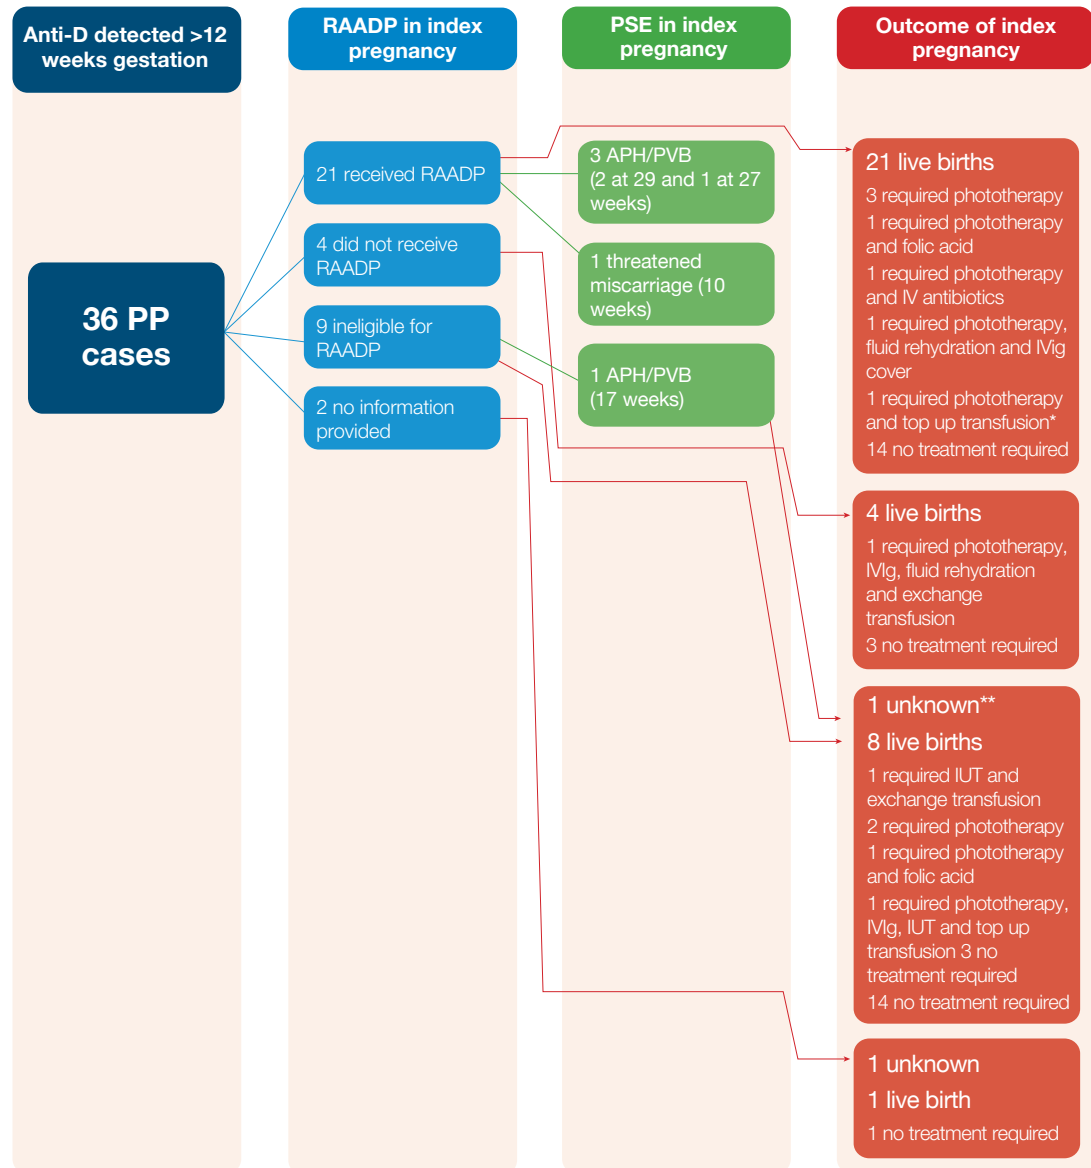 Anti-D detected >12
weeks gestation
RAADP in index
pregnancy
PSE in index
pregnancy
Outcome of index
pregnancy
36 PP
cases
21 received RAADP
4 did not receive
RAADP
9 ineligible for
RAADP
2 no information
provided
3 APH/PVB
(2 at 29 and 1 at 27
weeks)
1 threatened
miscarriage (10
weeks)
1 APH/PVB
(17 weeks)
21 live births
3 required phototherapy
1 required phototherapy
and folic acid
1 required phototherapy
and IV antibiotics
1 required phototherapy,
fluid rehydration and IVig
cover
1 required phototherapy
and top up transfusion*
14 no treatment required
4 live births
1 required phototherapy,
IVIg, fluid rehydration
and exchange
transfusion
3 no treatment required
1 unknown**
8 live births
1 required IUT and
exchange transfusion
2 required phototherapy
1 required phototherapy
and folic acid
1 required phototherapy,
IVIg, IUT and top up
transfusion 3 no
treatment required
14 no treatment required
1 unknown
1 live birth
1 no treatment required